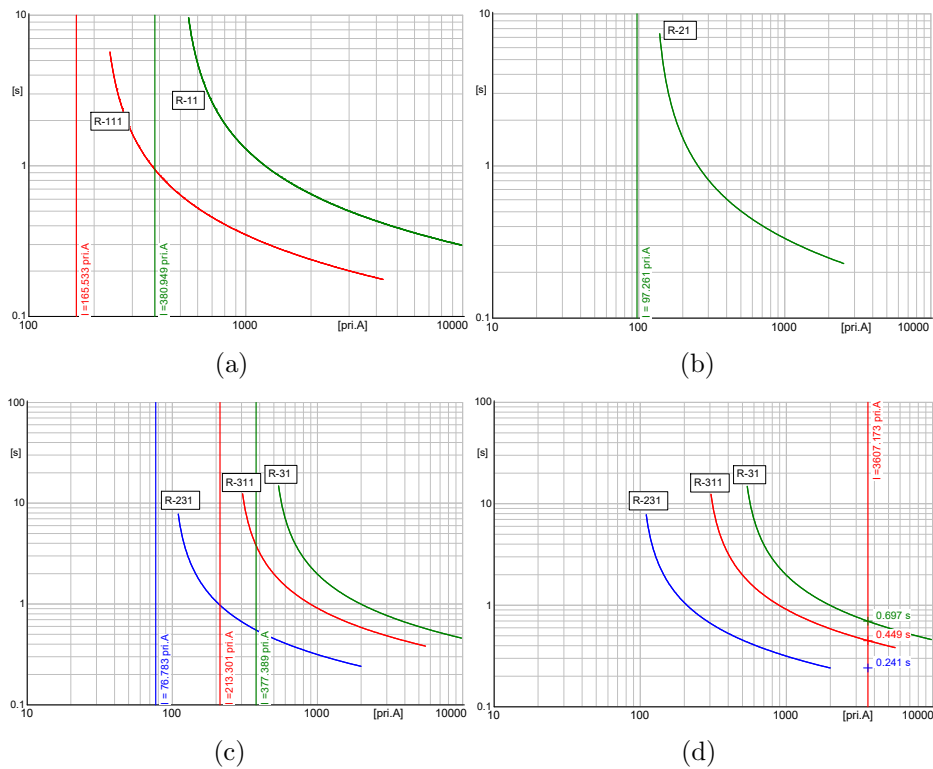 10
[s]
R-11
R-111
1
I =165.533 pri.A
I =380.949 pri.A
0.1
100
1000
[pri.A]
10000
(a)
10
R-21
[s]
1
I = 97.261 pri.A
0.1
10
100
1000
[pri.A]
10000
(b)
100
[s]
R-31
R-311
R-231
10
1
I = 76.783 pri.A
I =213.301 pri.A
I =377.389 pri.A
0.1
10
100
1000
[pri.A]
10000
(c)
100
I =3607.173 pri.A
[s]
R-31
R-311
R-231
10
1
0.697 s
0.449 s
0.241 s
0.1
10
100
1000
[pri.A]
10000
(d)